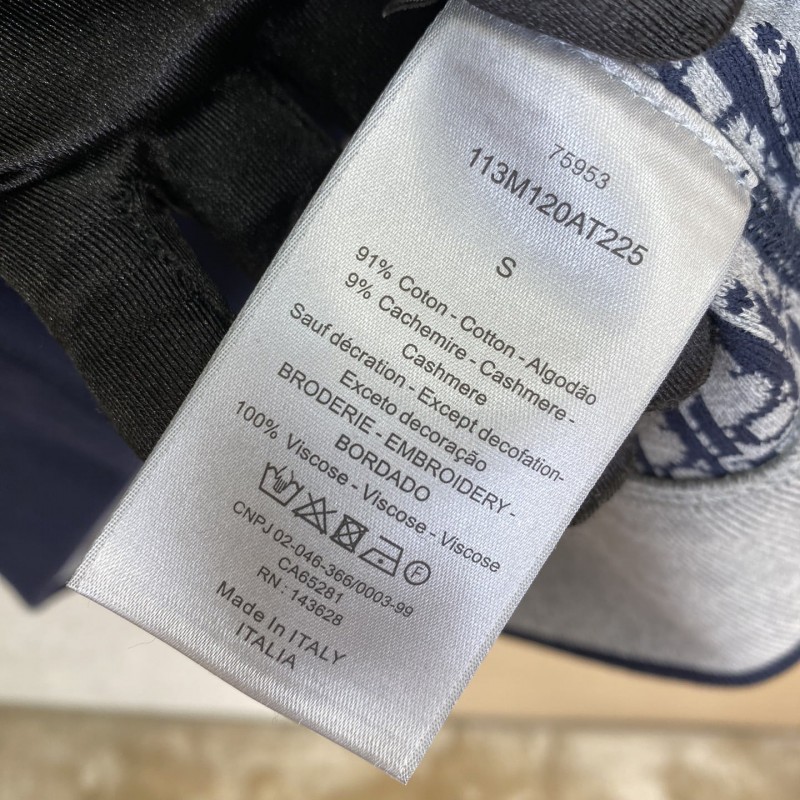 75953
113M120AT225
S
91% Coton - Cotton - Algodão
9% Cachemire - Cashmere -
Cashmere
Sauf décration - Except decofation-
Exceto decoração
BRODERIE - EMBROIDERY -
BORDADO
100% Viscose - Viscose - Viscose
F
CNPJ 02-046-366/0003-99
CA65281
RN : 143628
Made In ITALY
ITALIA